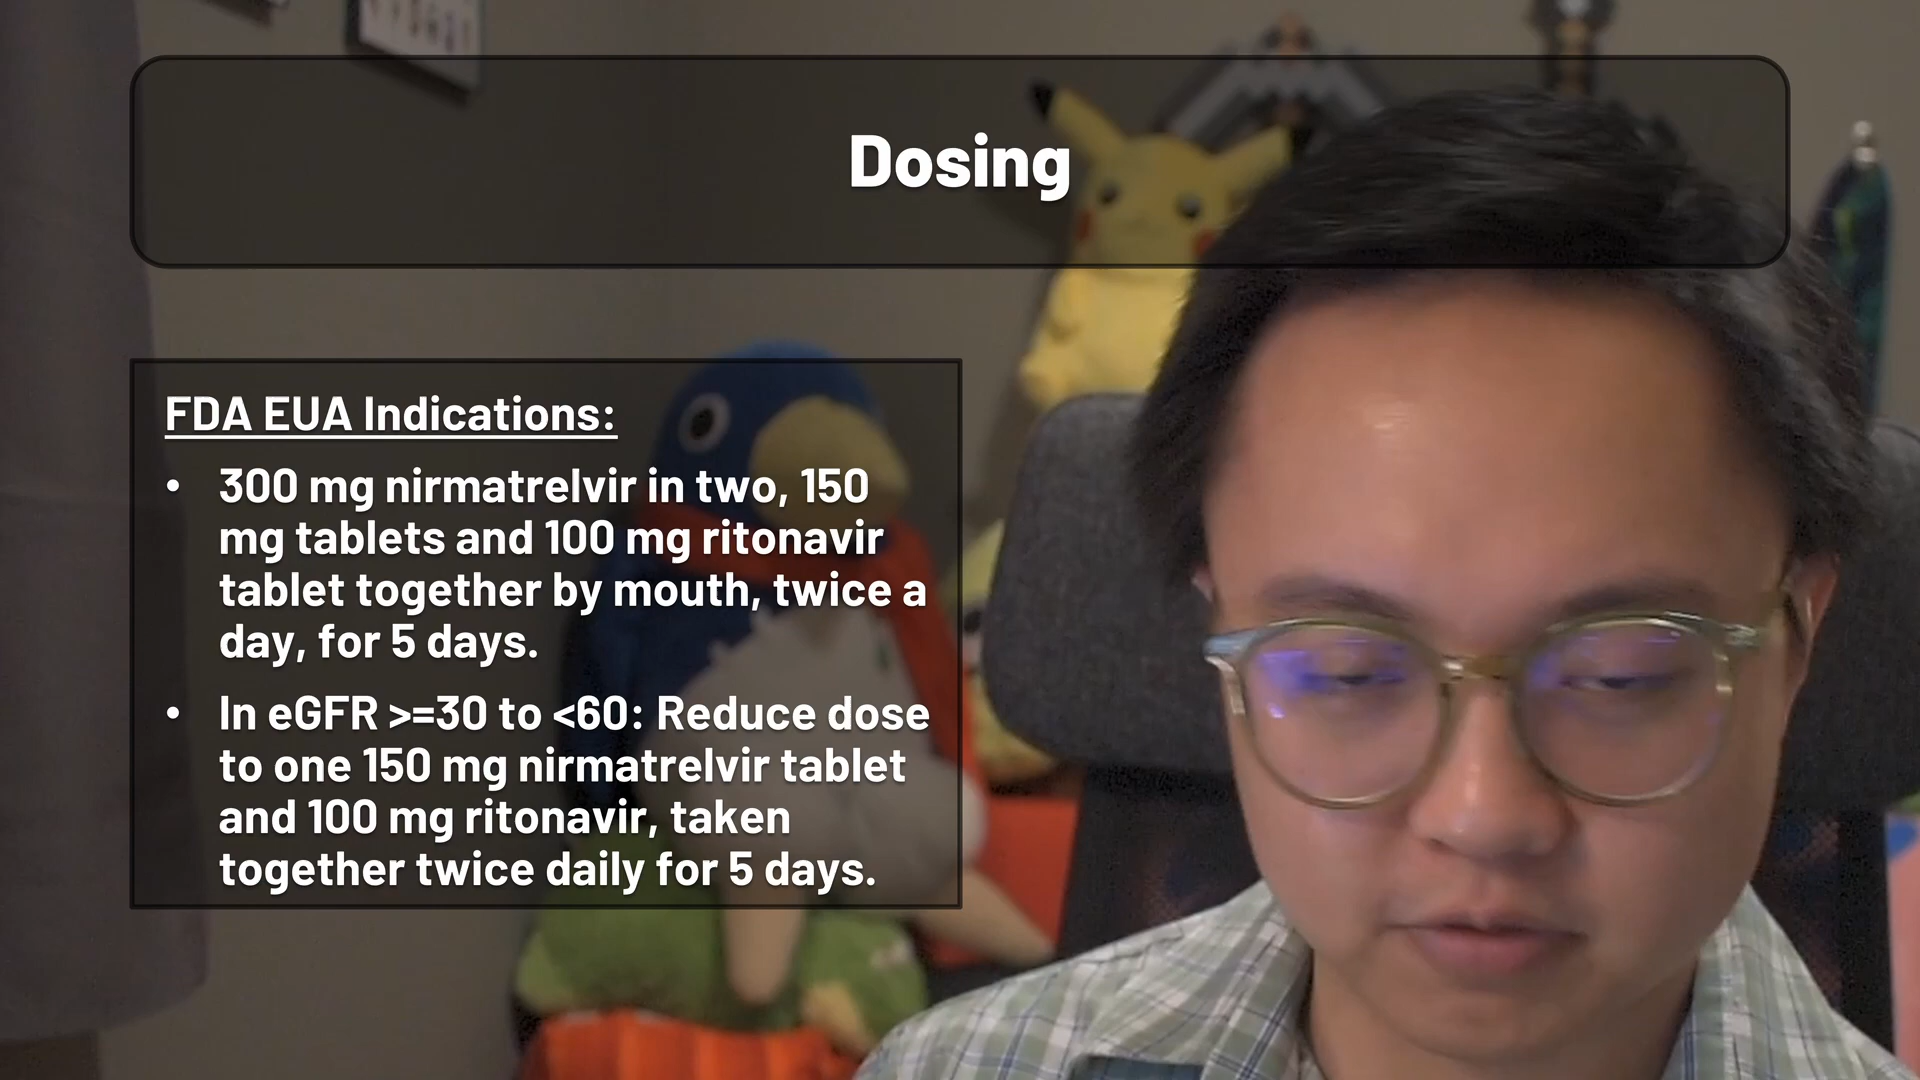 Dosing
FDA EUA Indications:
• 300 mg nirmatrelvir in two, 150
mg tablets and 100 mg ritonavir
tablet together by mouth, twice a
day, for 5 days.
• In eGFR >=30 to <60: Reduce dose
to one 150 mg nirmatrelvir tablet
and 100 mg ritonavir, taken
together twice daily for 5 days.